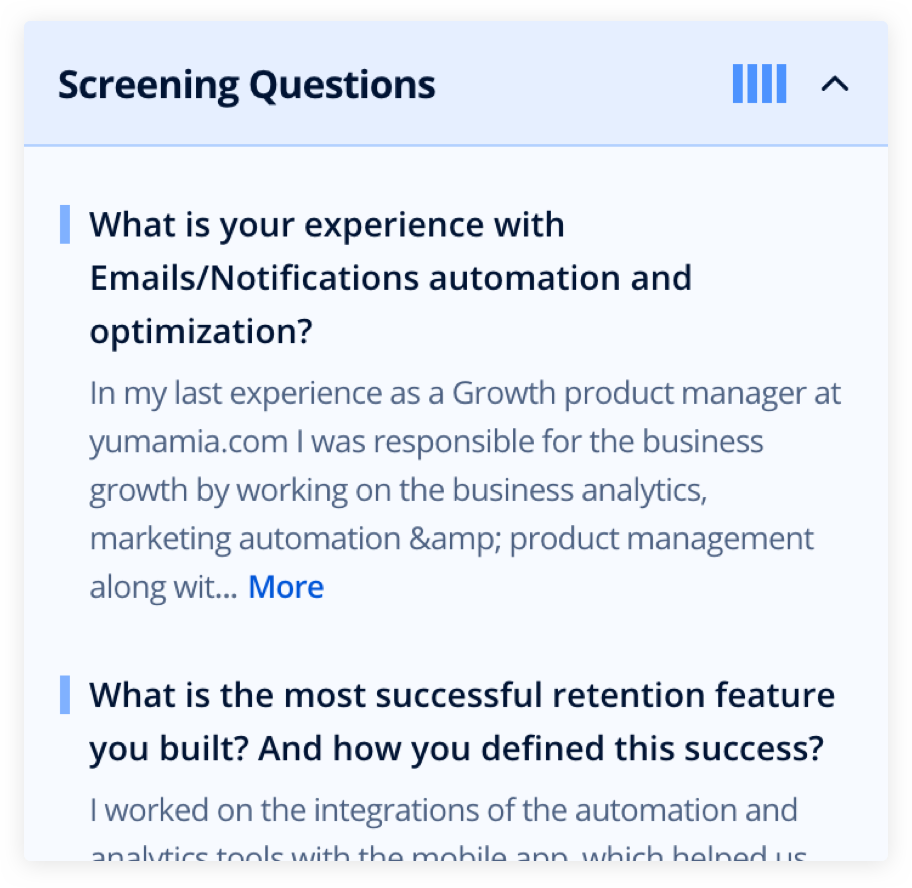 Screening Questions
What is your experience with
Emails/Notifications automation and
optimization?
In my last experience as a Growth product manager at
yumamia.com I was responsible for the business
growth by working on the business analytics,
marketing automation &amp; product management
along wit... More
What is the most successful retention feature
you built? And how you defined this success?
I worked on the integrations of the automation and
analytics tools with the mobile app, which helped us